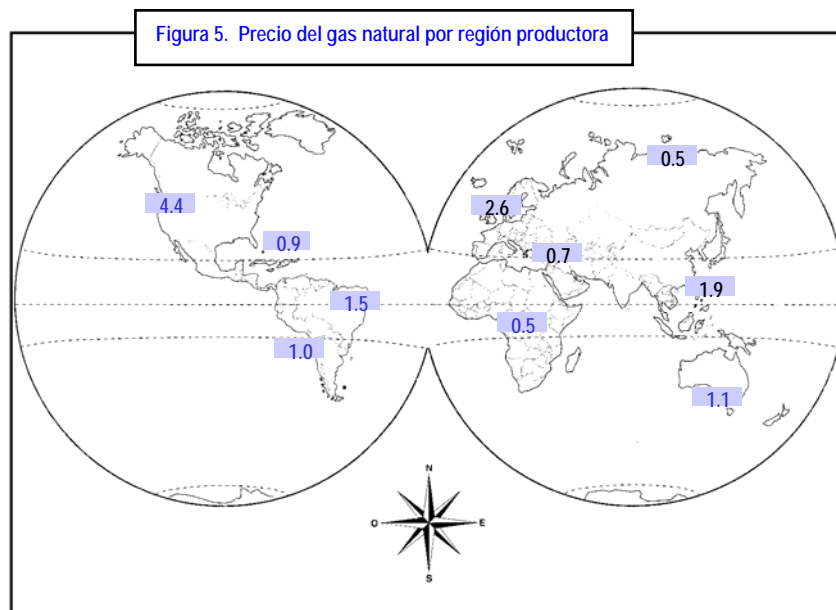 Figura 5. Precio del gas natural por región productora
0.5
4.4
2.6
0.9
0.7
1.9
1.5
0.5
1.0
1.1
N
O
E
S